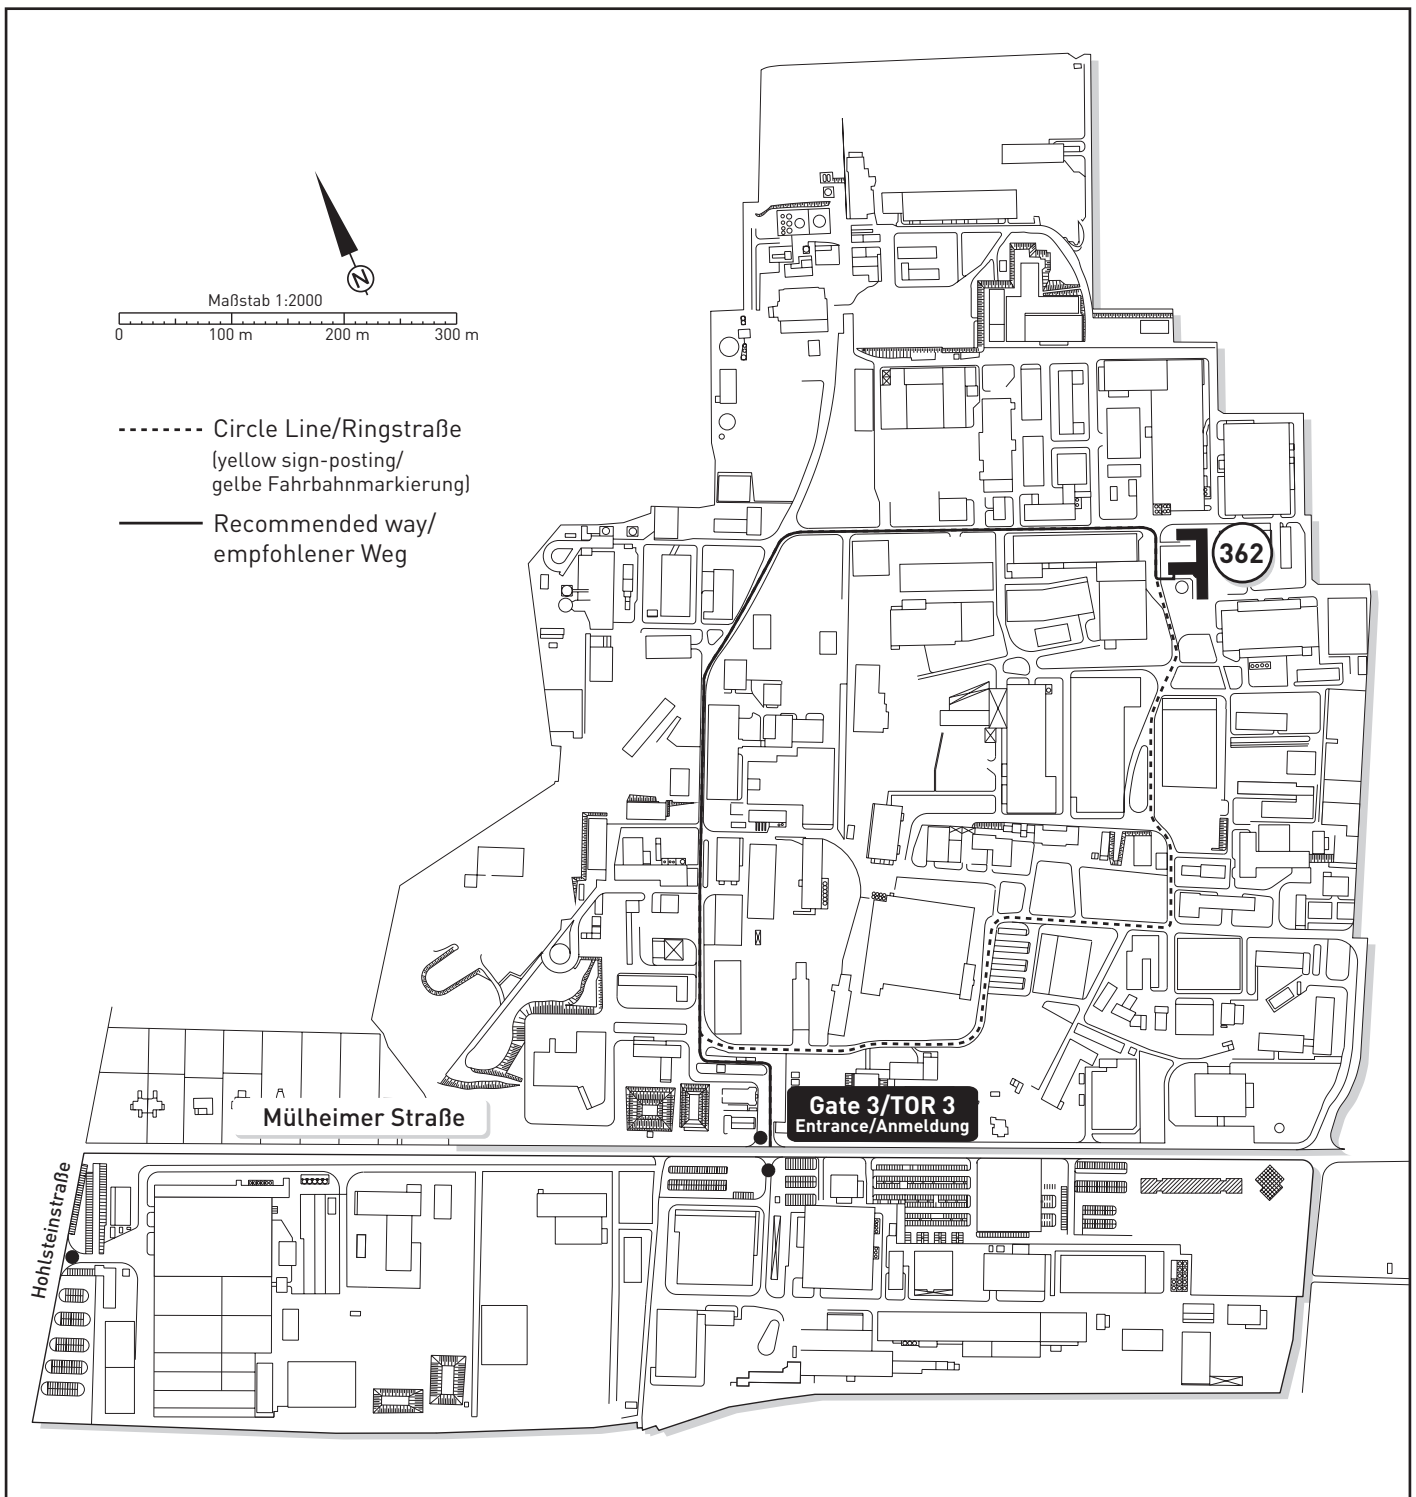 N
Maßstab 1:2000
0 100 m 200 m 300 m
Circle Line/Ringstraße
(yellow sign-posting/
gelbe Fahrbahnmarkierung)
Recommended way/
empfohlener Weg
362
Gate 3/TOR 3
Entrance/Anmeldung
Mülheimer Straße
Hohlsteinstraße